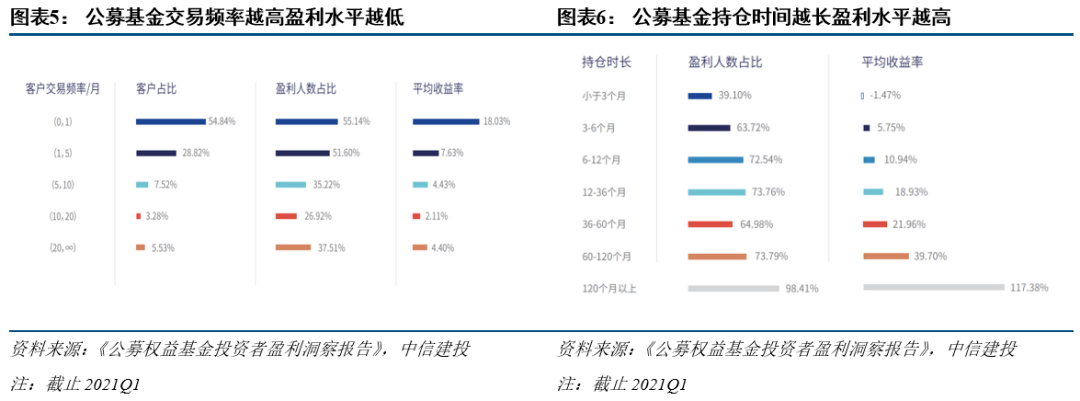 图表5： 公募基金交易频率越高盈利水平越低
客户交易频率/月 客户占比 盈利人数占比 平均收益率
(0, 1) 54.84% 55.14% 18.03%
(1, 5) 28.82% 51.60% 7.63%
(5, 10) 7.52% 35.22% 4.43%
(10, 20) 3.28% 26.92% 2.11%
(20, ∞) 5.53% 37.51% 4.40%
资料来源：《公募权益基金投资者盈利洞察报告》，中信建投
注：截止2021Q1
图表6： 公募基金持仓时间越长盈利水平越高
持仓时长 盈利人数占比 平均收益率
小于3个月 39.10% -1.47%
3-6个月 63.72% 5.75%
6-12个月 72.54% 10.94%
12-36个月 73.76% 18.93%
36-60个月 64.98% 21.96%
60-120个月 73.79% 39.70%
120个月以上 98.41% 117.38%
资料来源：《公募权益基金投资者盈利洞察报告》，中信建投
注：截止2021Q1